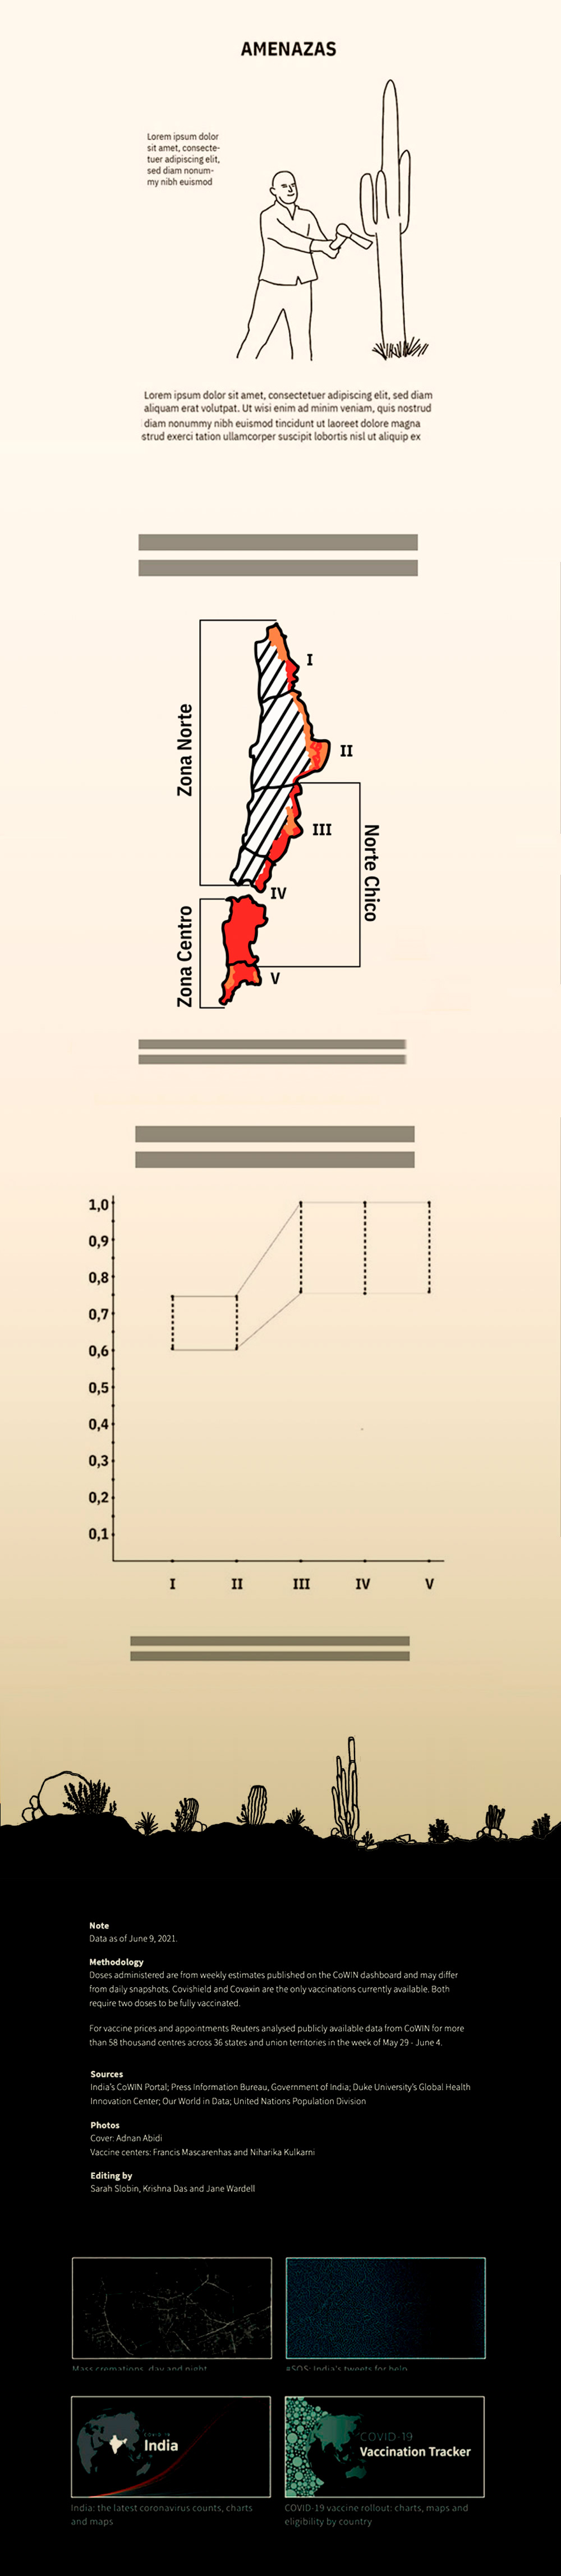 AMENAZAS
Lorem ipsum dolor
sit amet, consecte-
tuer adipiscing elit,
sed diam nonum-
my nibh euismod
Lorem ipsum dolor sit amet, consectetuer adipiscing elit, sed diam
aliquam erat volutpat. Ut wisi enim ad minim veniam, quis nostrud
diam nonummy nibh euismod tincidunt ut laoreet dolore magna
strud exerci tation ullamcorper suscipit lobortis nisl ut aliquip ex
Zona Norte
I
II
III
Norte Chico
IV
Zona Centro
V
1,0
0,9
0,8
0,7
0,6
0,5
0,4
0,3
0,2
0,1
I II III IV V
Note
Data as of June 9, 2021.
Methodology
Doses administered are from weekly estimates published on the CoWIN dashboard and may differ
from daily snapshots. Covishield and Covaxin are the only vaccinations currently available. Both
require two doses to be fully vaccinated.
For vaccine prices and appointments Reuters analysed publicly available data from CoWIN for more
than 58 thousand centres across 36 states and union territories in the week of May 29 - June 4.
Sources
India's CoWIN Portal; Press Information Bureau, Government of India; Duke University's Global Health
Innovation Center; Our World in Data; United Nations Population Division
Photos
Cover: Adnan Abidi
Vaccine centers: Francis Mascarenhas and Niharika Kulkarni
Editing by
Sarah Slobin, Krishna Das and Jane Wardell
Mass cremations, day and night
#SOS: India's tweets for help
COVID-19
India
COVID-19
Vaccination Tracker
India: the latest coronavirus counts, charts
and maps
COVID-19 vaccine rollout: charts, maps and
eligibility by country